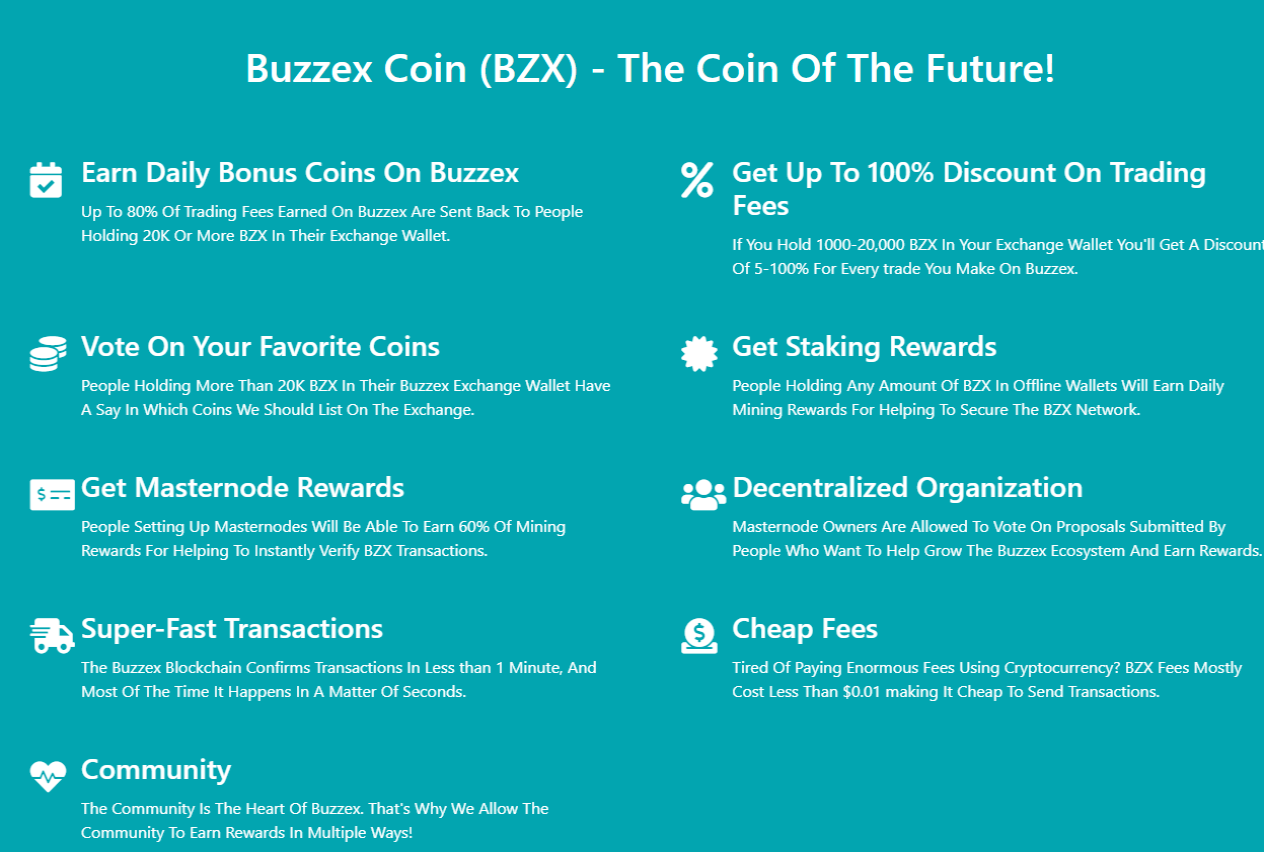 Buzzex Coin (BZX) - The Coin Of The Future!
Earn Daily Bonus Coins On Buzzex
Up To 80% Of Trading Fees Earned On Buzzex Are Sent Back To People
Holding 20K Or More BZX In Their Exchange Wallet.
Get Up To 100% Discount On Trading
Fees
If You Hold 1000-20,000 BZX In Your Exchange Wallet You'll Get A Discount
Of 5-100% For Every trade You Make On Buzzex.
Vote On Your Favorite Coins
People Holding More Than 20K BZX In Their Buzzex Exchange Wallet Have
A Say In Which Coins We Should List On The Exchange.
Get Staking Rewards
People Holding Any Amount Of BZX In Offline Wallets Will Earn Daily
Mining Rewards For Helping To Secure The BZX Network.
Get Masternode Rewards
People Setting Up Masternodes Will Be Able To Earn 60% Of Mining
Rewards For Helping To Instantly Verify BZX Transactions.
Decentralized Organization
Masternode Owners Are Allowed To Vote On Proposals Submitted By
People Who Want To Help Grow The Buzzex Ecosystem And Earn Rewards.
Super-Fast Transactions
The Buzzex Blockchain Confirms Transactions In Less than 1 Minute, And
Most Of The Time It Happens In A Matter Of Seconds.
Cheap Fees
Tired Of Paying Enormous Fees Using Cryptocurrency? BZX Fees Mostly
Cost Less Than $0.01 making It Cheap To Send Transactions.
Community
The Community Is The Heart Of Buzzex. That's Why We Allow The
Community To Earn Rewards In Multiple Ways!